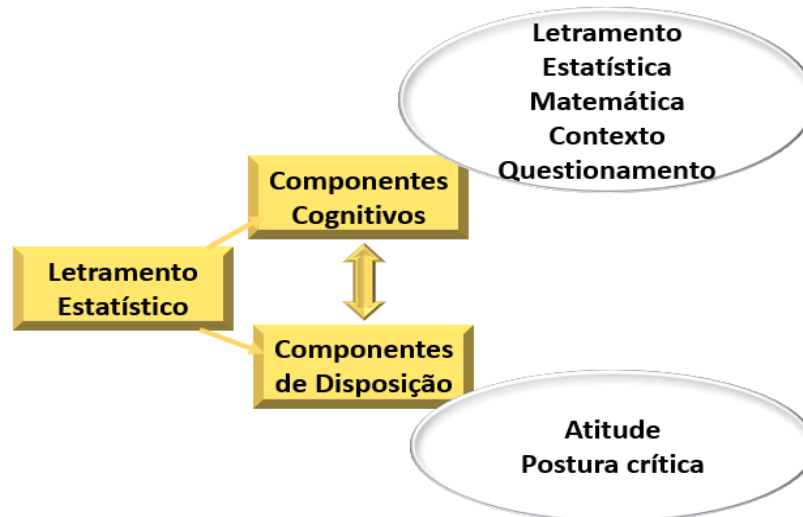 Letramento
Estatística
Matemática
Contexto
Questionamento
Componentes
Cognitivos
Letramento
Estatístico
Componentes
de Disposição
Atitude
Postura crítica